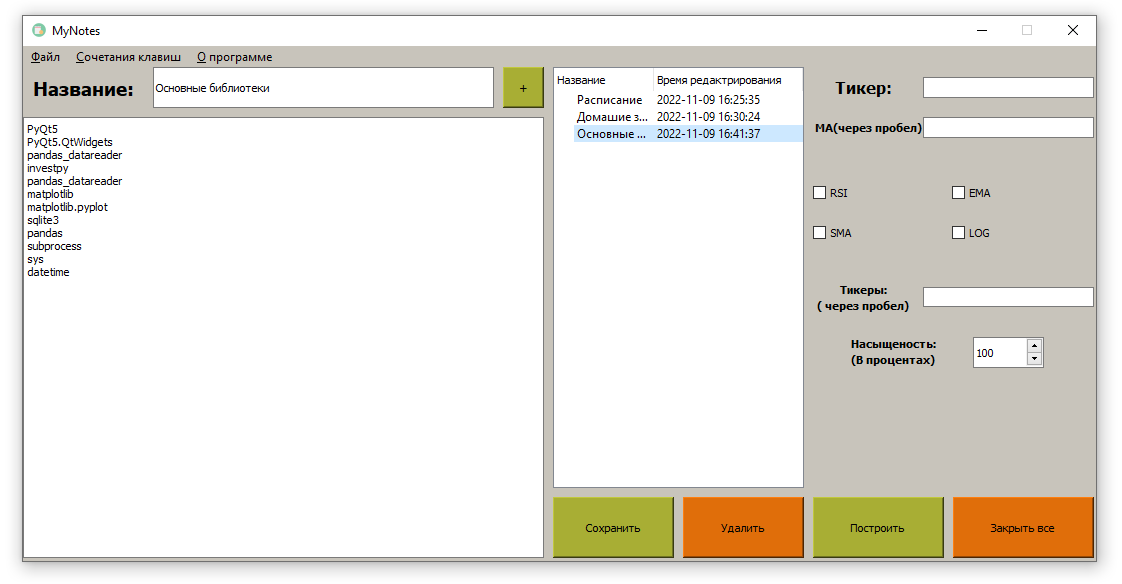 MyNotes
Файл Сочетания клавиш О программе
Название:
Основные библиотеки
+
PyQt5
PyQt5.QtWidgets
pandas_datareader
investpy
pandas_datareader
matplotlib
matplotlib.pyplot
sqlite3
pandas
subprocess
sys
datetime
Название Время редактрирования
Расписание 2022-11-09 16:25:35
Домашие з... 2022-11-09 16:30:24
Основные ... 2022-11-09 16:41:37
Тикер:
MA(через пробел)
RSI EMA
SMA LOG
Тикеры:
( через пробел)
Насыщеность:
(В процентах)
100
Сохранить Удалить Построить Закрыть все